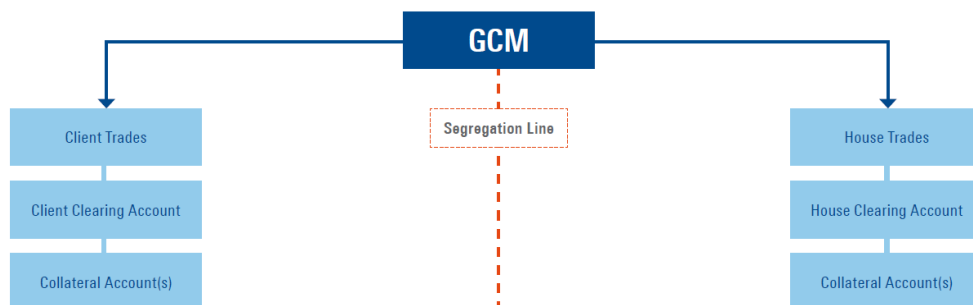 GCM
Segregation Line
Client Trades
House Trades
Client Clearing Account
House Clearing Account
Collateral Account(s)
Collateral Account(s)